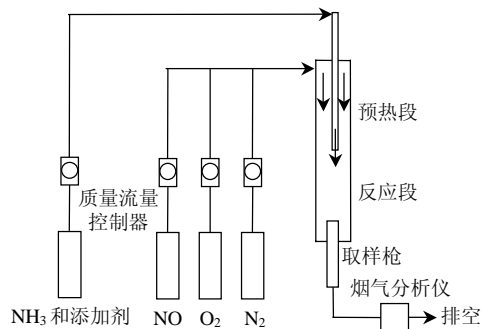 预热段
反应段
质量流量
控制器
取样枪
烟气分析仪
排空
NH₃和添加剂 NO O₂ N₂